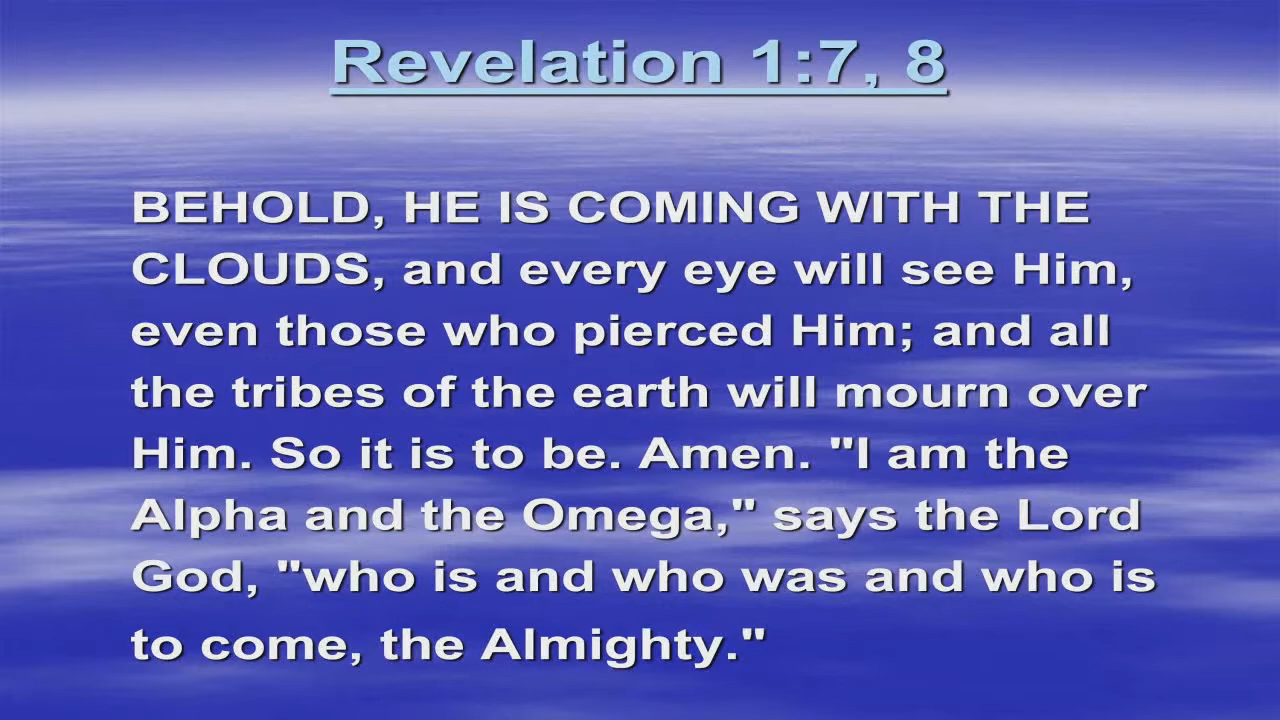 Revelation 1:7, 8
BEHOLD, HE IS COMING WITH THE
CLOUDS, and every eye will see Him,
even those who pierced Him; and all
the tribes of the earth will mourn over
Him. So it is to be. Amen. "I am the
Alpha and the Omega," says the Lord
God, "who is and who was and who is
to come, the Almighty."